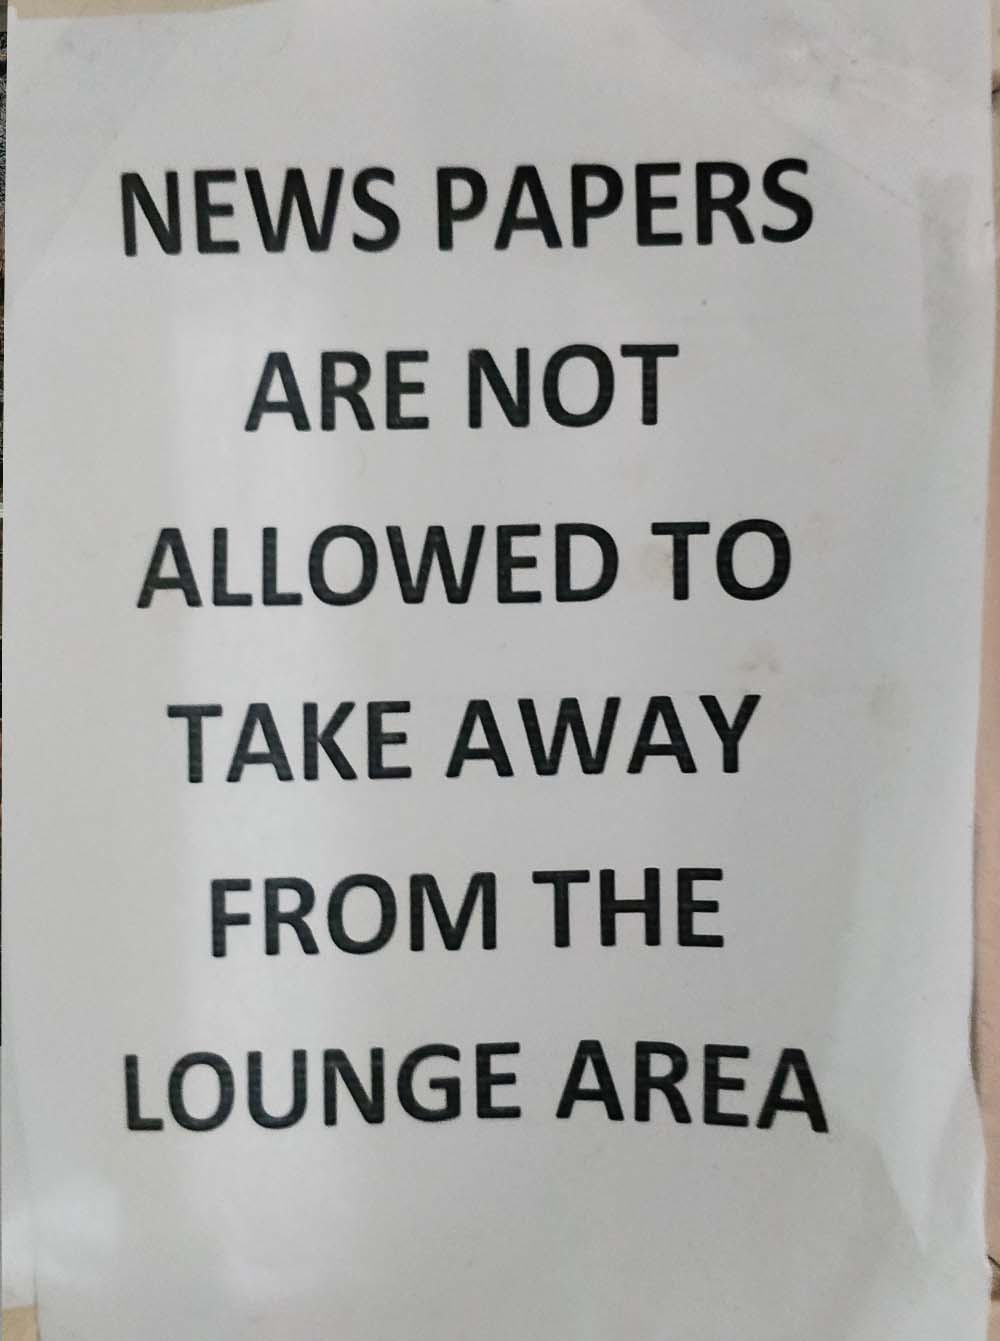 NEWS PAPERS
ARE NOT
ALLOWED TO
TAKE AWAY
FROM THE
LOUNGE AREA